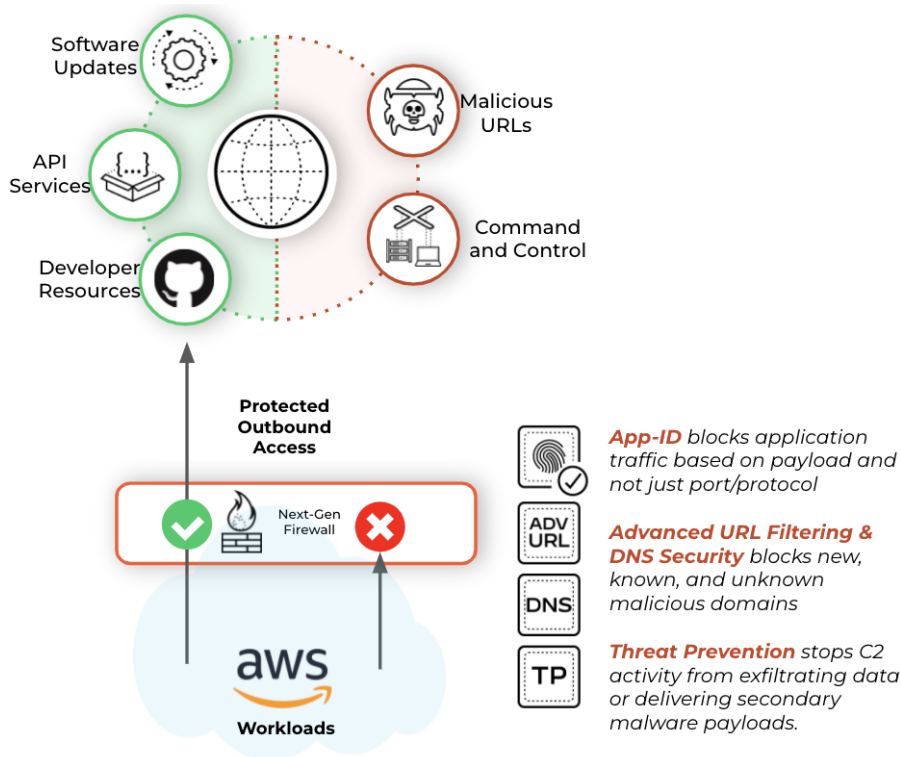 Software
Updates
Malicious
URLs
{...}
API
Services
Command
and Control
Developer
Resources
Protected
Outbound
Access
Next-Gen
Firewall
aws
Workloads
App-ID blocks application
traffic based on payload and
not just port/protocol
ADV
URL
Advanced URL Filtering &
DNS Security blocks new,
known, and unknown
malicious domains
DNS
TP
Threat Prevention stops C2
activity from exfiltrating data
or delivering secondary
malware payloads.